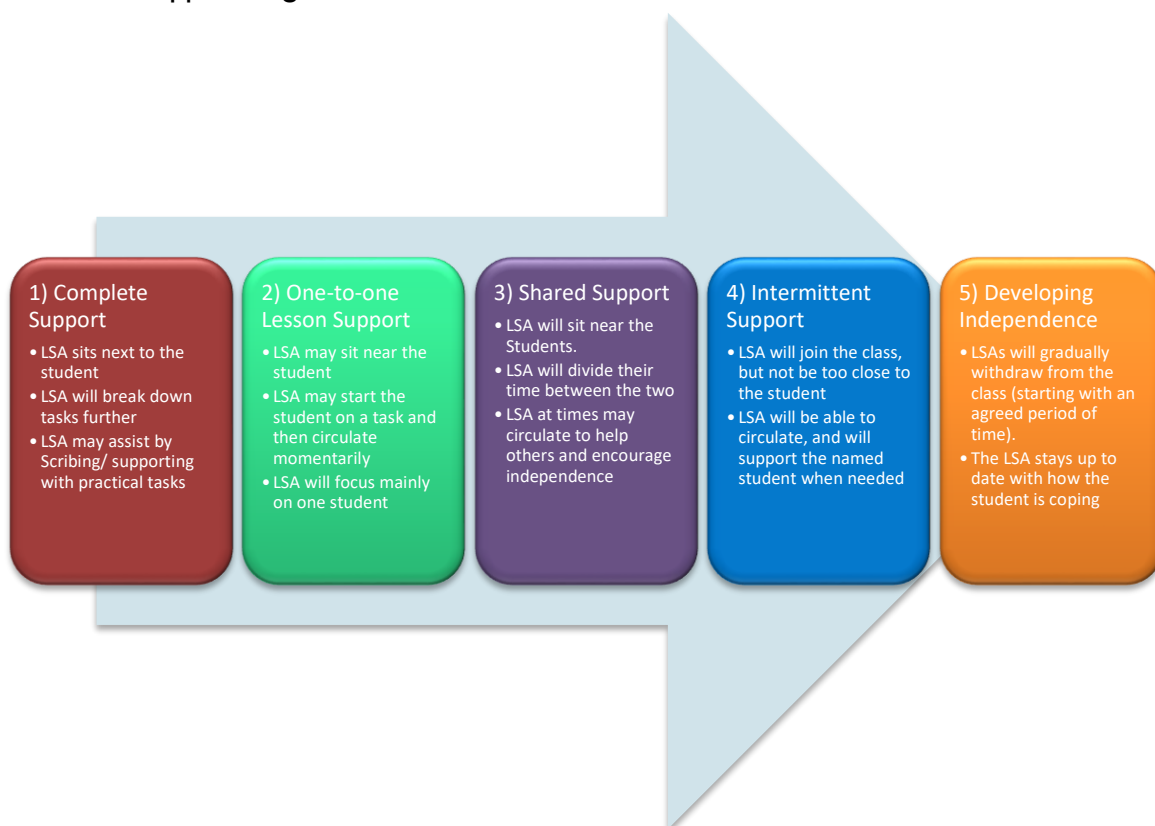 1) Complete
Support
• LSA sits next to the
student
• LSA will break down
tasks further
• LSA may assist by
Scribing/ supporting
with practical tasks
2) One-to-one
Lesson Support
• LSA may sit near the
student
• LSA may start the
student on a task and
then circulate
momentarily
• LSA will focus mainly
on one student
3) Shared Support
• LSA will sit near the
Students.
• LSA will divide their
time between the two
• LSA at times may
circulate to help
others and encourage
independence
4) Intermittent
Support
• LSA will join the class,
but not be too close to
the student
• LSA will be able to
circulate, and will
support the named
student when needed
5) Developing
Independence
• LSAs will gradually
withdraw from the
class (starting with an
agreed period of
time).
• The LSA stays up to
date with how the
student is coping